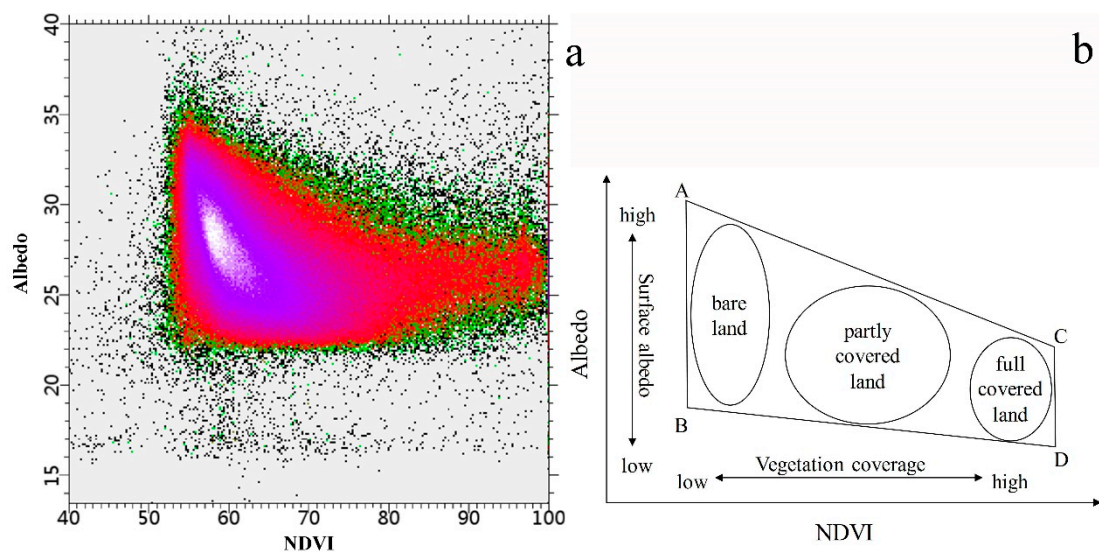 40
35
30
25
20
15
Albedo
40 50 60 70 80 90 100
NDVI
a
b
Albedo
high
Surface albedo
low
A
B
C
D
bare
land
partly
covered
land
full
covered
land
low
Vegetation coverage
high
NDVI